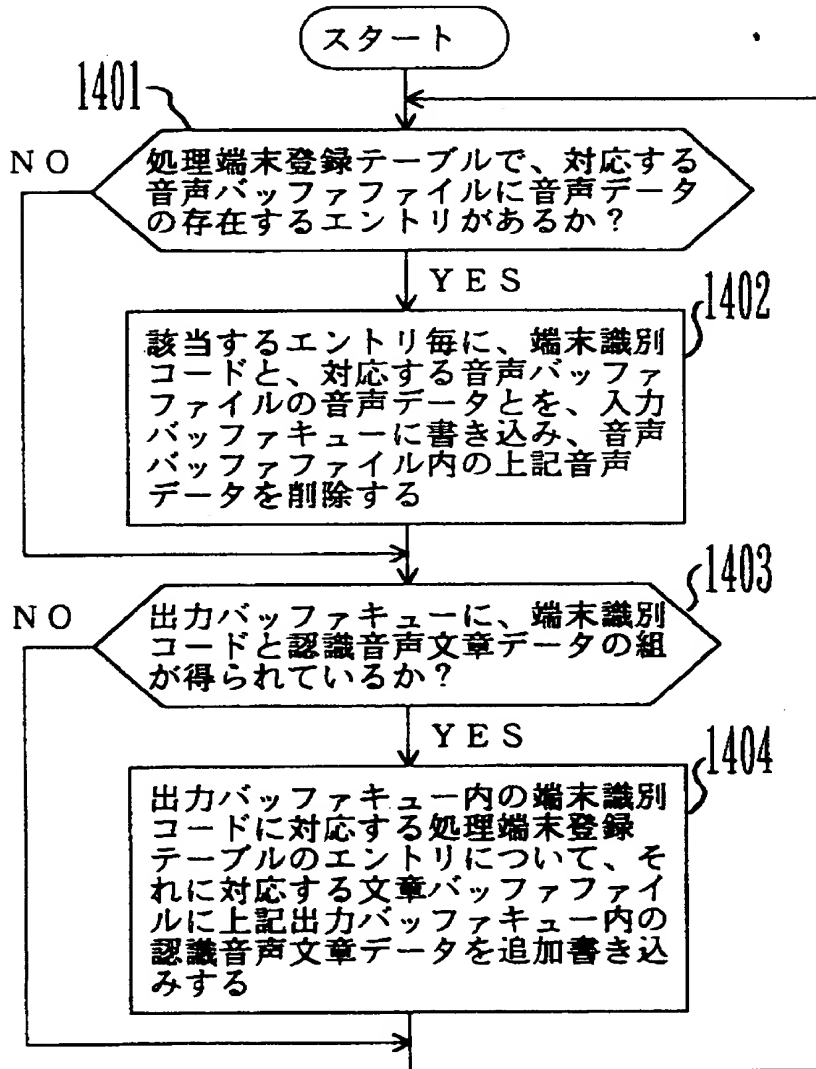 スタート
1401
NO
処理端末登録テーブルで、対応する
音声バッファファイルに音声データ
の存在するエントリがあるか？
YES
1402
該当するエントリ毎に、端末識別
コードと、対応する音声バッファ
ファイルの音声データとを、入力
バッファキューに書き込み、音声
バッファファイル内の上記音声
データを削除する
1403
NO
出力バッファキューに、端末識別
コードと認識音声文章データの組
が得られているか？
YES
1404
出力バッファキュー内の端末識別
コードに対応する処理端末登録
テーブルのエントリについて、そ
れに対応する文章バッファファイ
ルに上記出力バッファキュー内の
認識音声文章データを追加書き込
みする